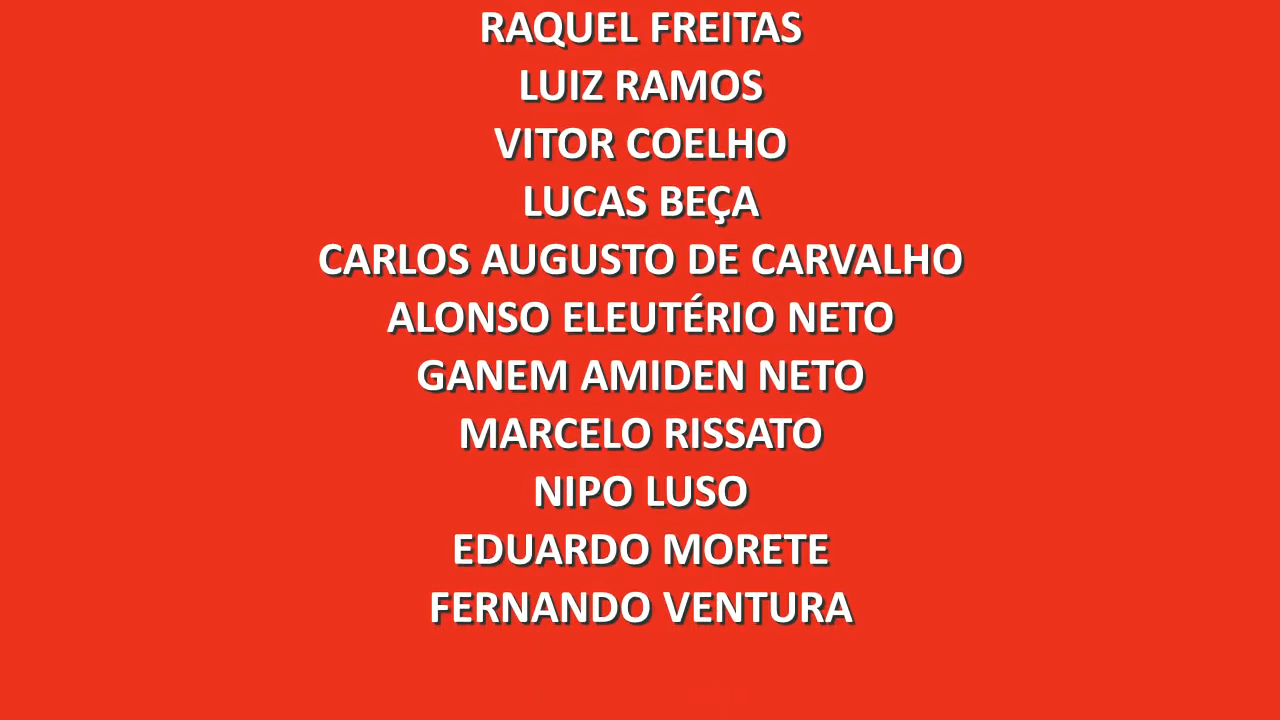 RAQUEL FREITAS
LUIZ RAMOS
VITOR COELHO
LUCAS BEÇA
CARLOS AUGUSTO DE CARVALHO
ALONSO ELEUTÉRIO NETO
GANEM AMIDEN NETO
MARCELO RISSATO
NIPO LUSO
EDUARDO MORETE
FERNANDO VENTURA